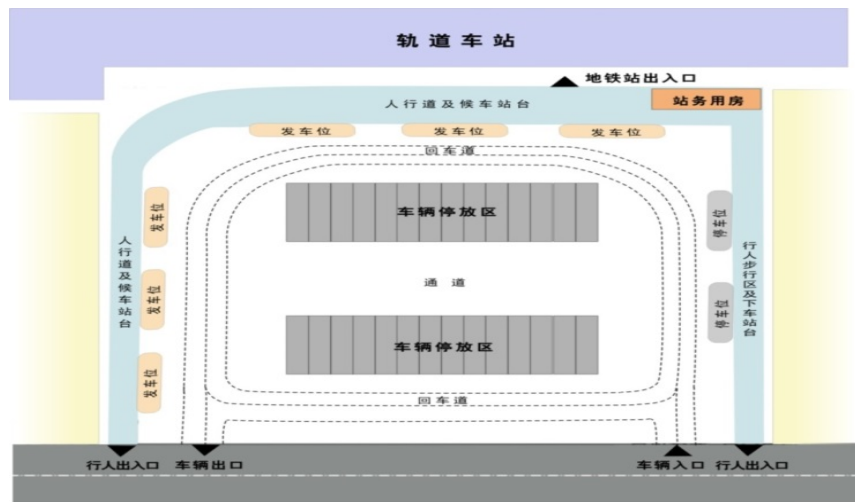 轨道车站
地铁站出入口
站务用房
人行道及候车站台
发车位
发车位
发车位
回车道
车辆停放区
发车位
停车位
人行道及候车站台
行人步行区及下车站台
通 道
发车位
停车位
车辆停放区
发车位
回车道
行人出入口
车辆出口
车辆入口
行人出入口